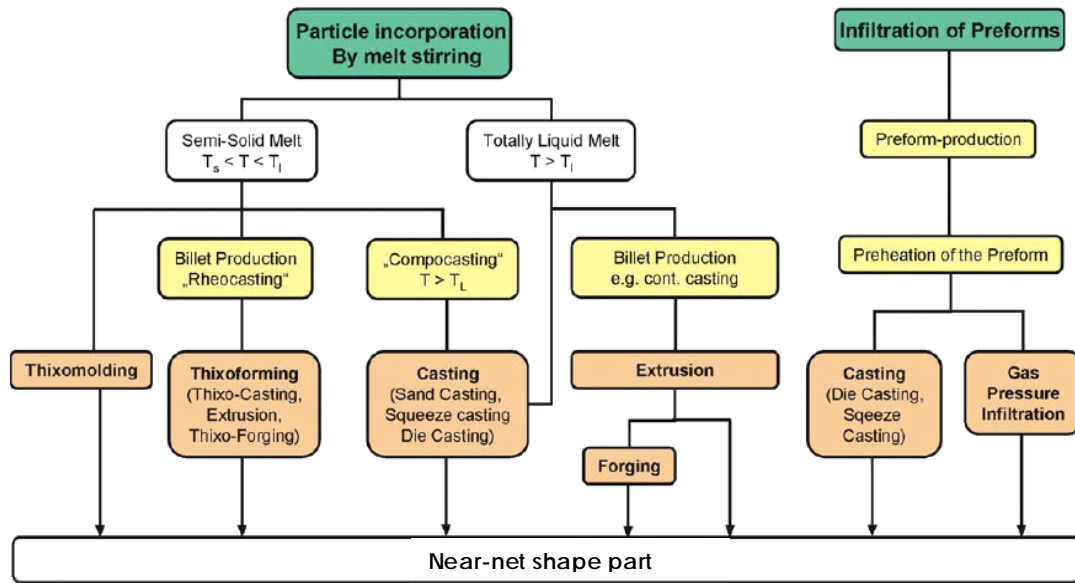 Particle incorporation
By melt stirring
Infiltration of Preforms
Semi-Solid Melt
Ts < T < Tl
Totally Liquid Melt
T > Tl
Preform-production
Billet Production
„Rheocasting“
„Compocasting“
T > TL
Billet Production
e.g. cont. casting
Preheation of the Preform
Thixomolding
Thixoforming
(Thixo-Casting,
Extrusion,
Thixo-Forging)
Casting
(Sand Casting,
Squeeze casting
Die Casting)
Extrusion
Forging
Casting
(Die Casting,
Sqeeze
Casting)
Gas
Pressure
Infiltration
Near-net shape part